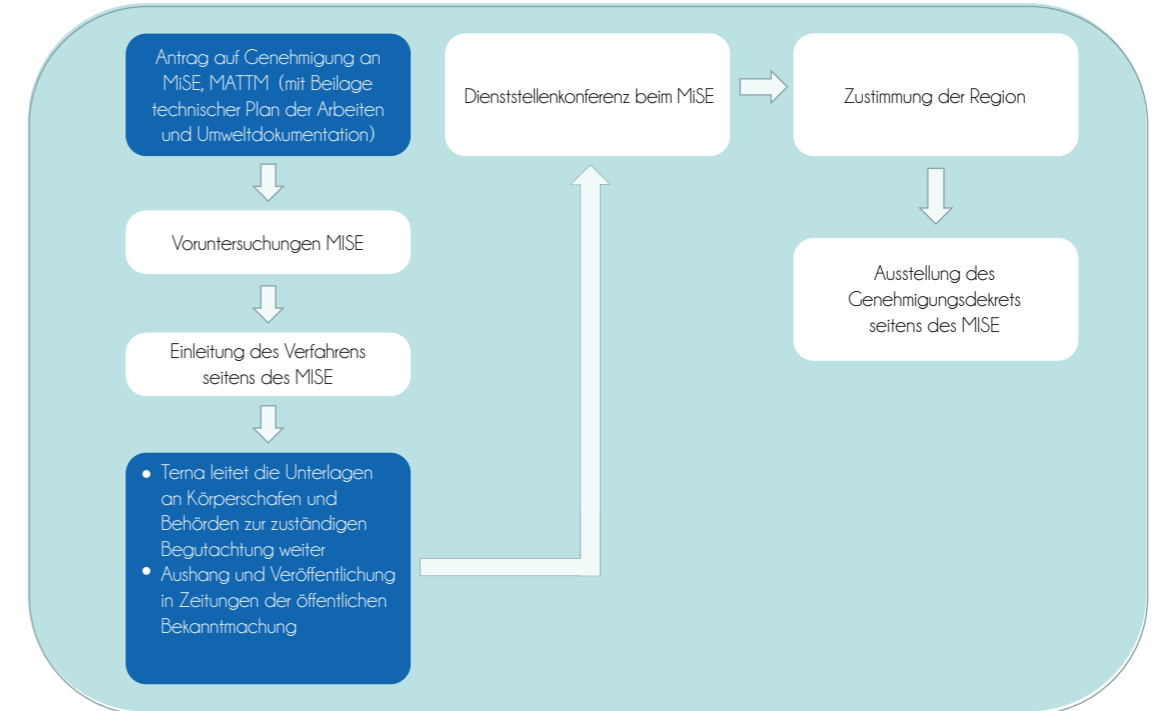 Antrag auf Genehmigung an
MiSE, MATTM (mit Beilage
technischer Plan der Arbeiten
und Umweltdokumentation)
Voruntersuchungen MISE
Einleitung des Verfahrens
seitens des MISE
• Terna leitet die Unterlagen
an Körperschafen und
Behörden zur zuständigen
Begutachtung weiter
• Aushang und Veröffentlichung
in Zeitungen der öffentlichen
Bekanntmachung
Dienststellenkonferenz beim MiSE
Zustimmung der Region
Ausstellung des
Genehmigungsdekrets
seitens des MISE